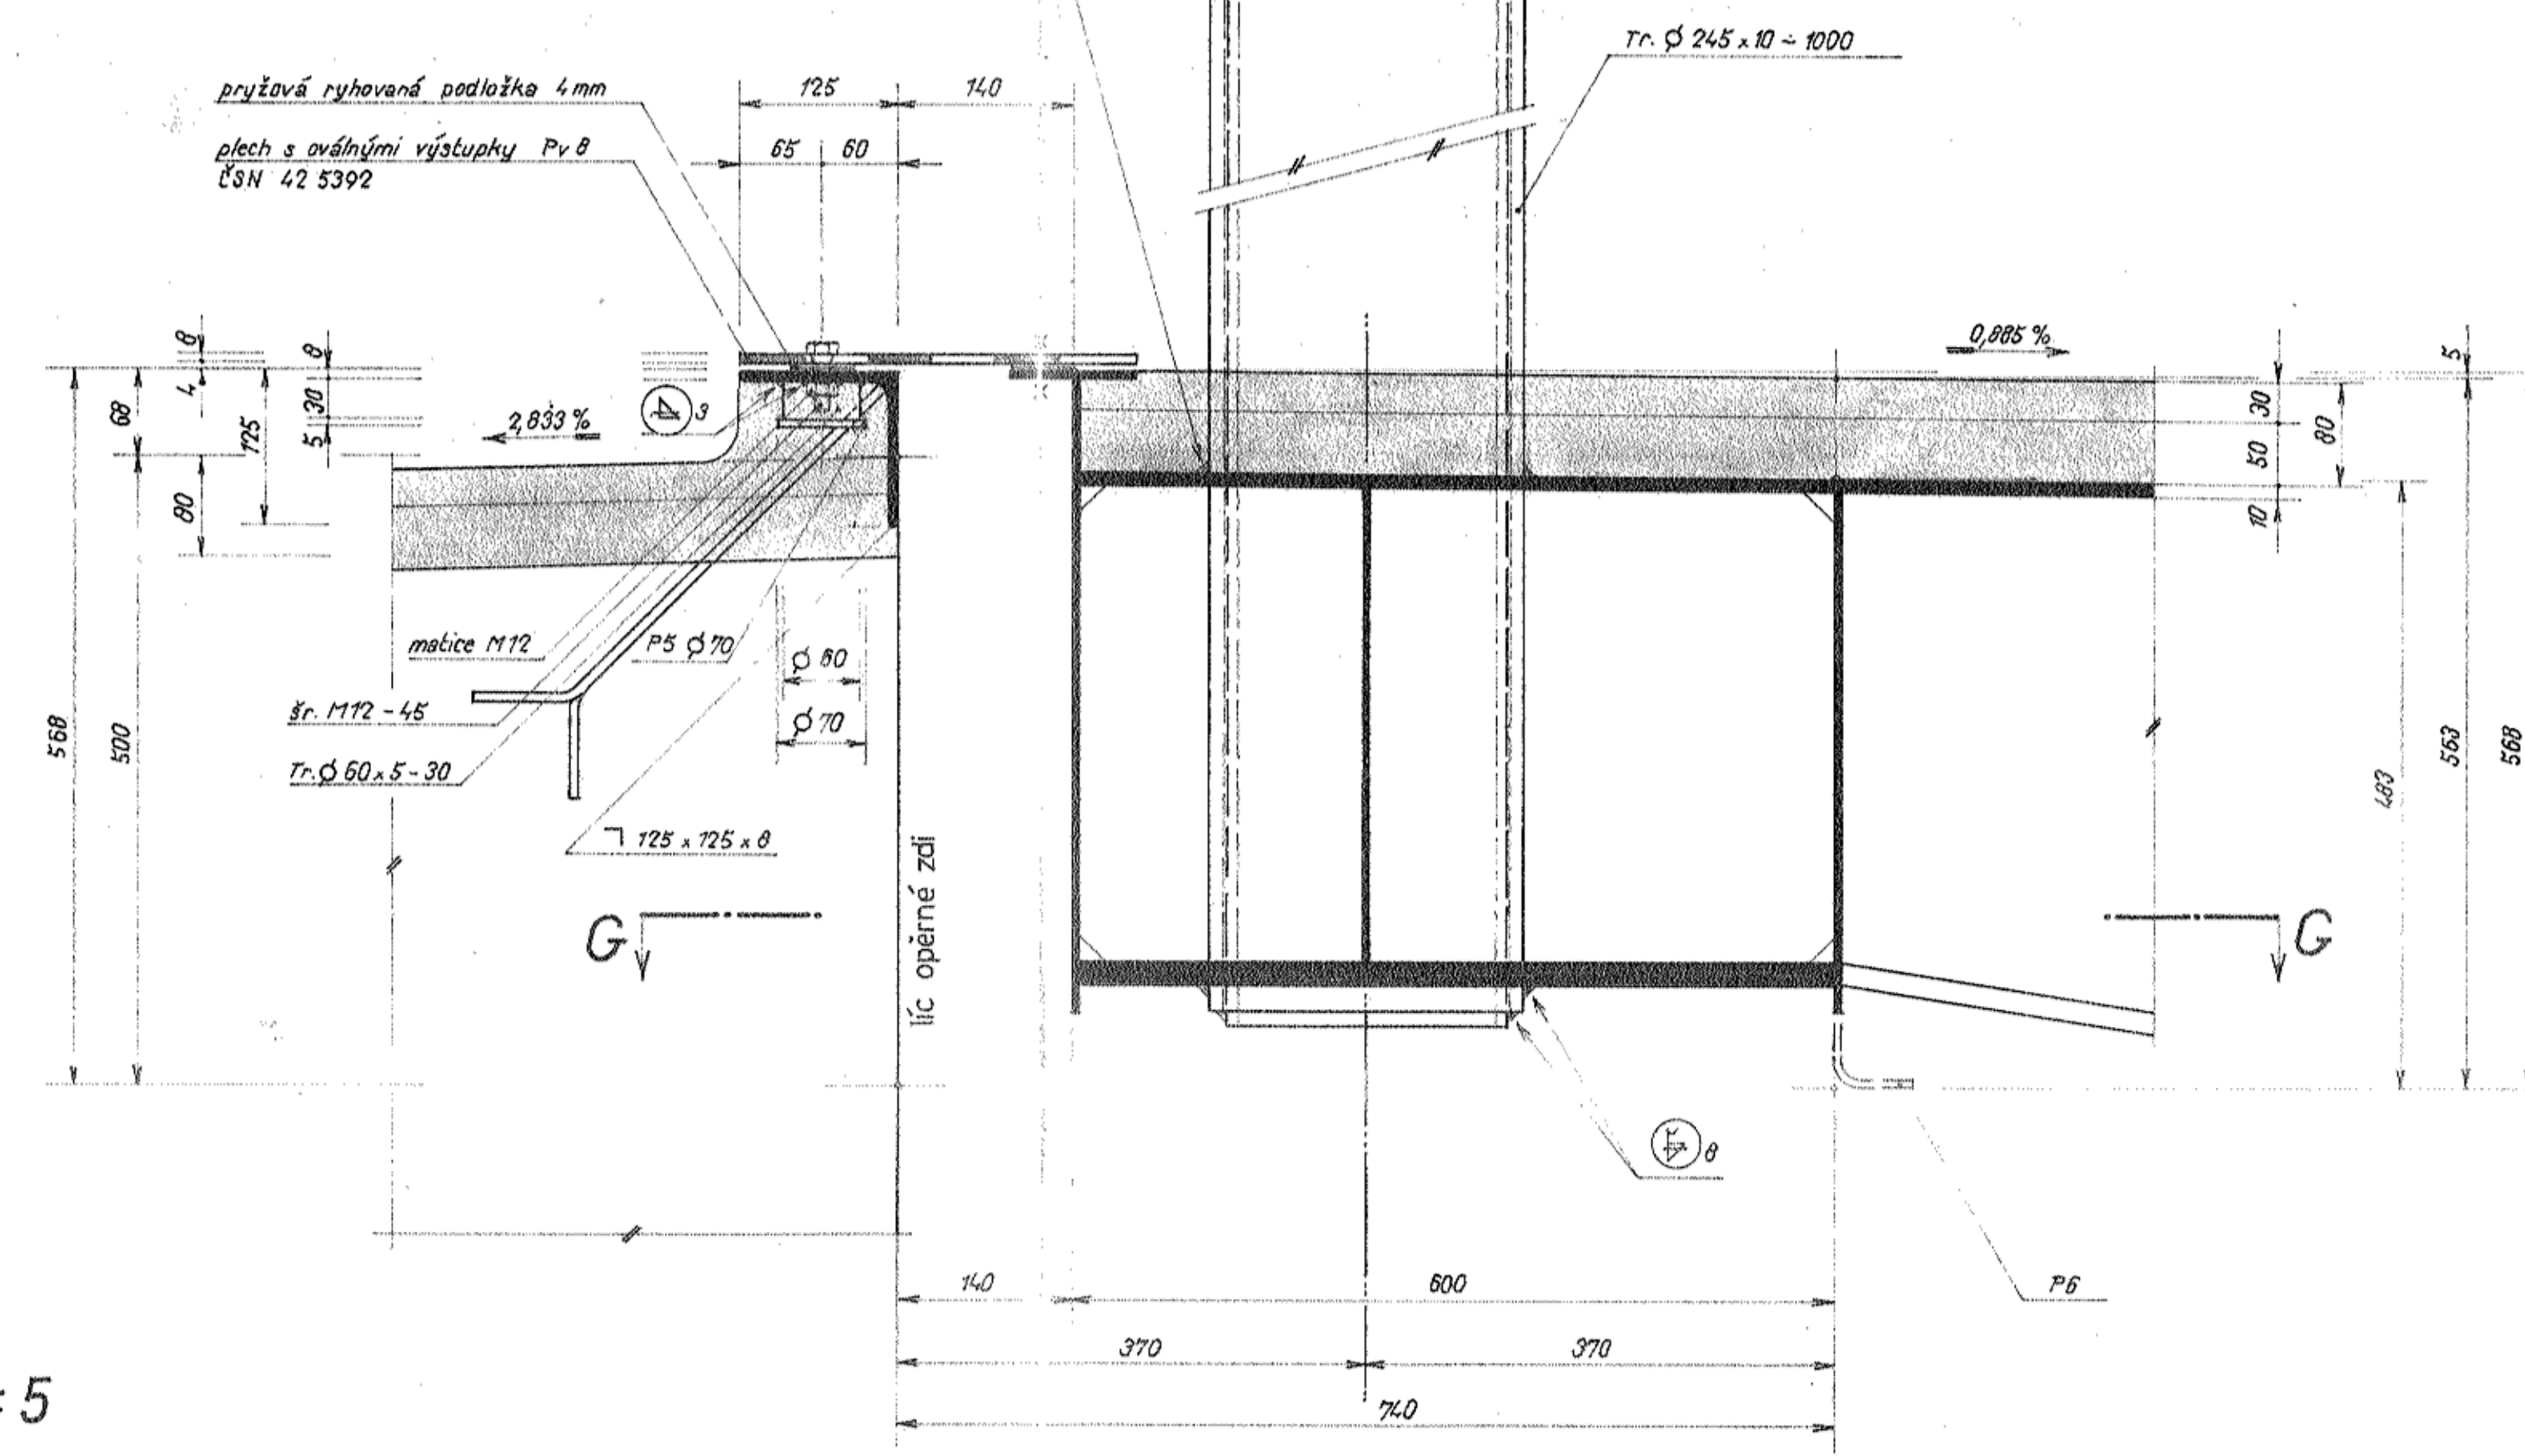 Tr. Ø 245 x 10 - 1000
pryžová ryhovaná podložka 4mm
125
140
plech s oválnými výstupky Pv 8
ČSN 42 5392
65
60
0,885 %
8
8
5
4
30
68
125
5
3
2,833 %
30
80
50
80
10
matice M12
P5 Ø 70
Ø 60
šr. M12 - 45
Ø 70
568
500
Tr. Ø 60 x 5 - 30
483
563
568
125 x 125 x 8
líc opěrné zdi
G
G
8
140
600
P6
370
370
740
: 5